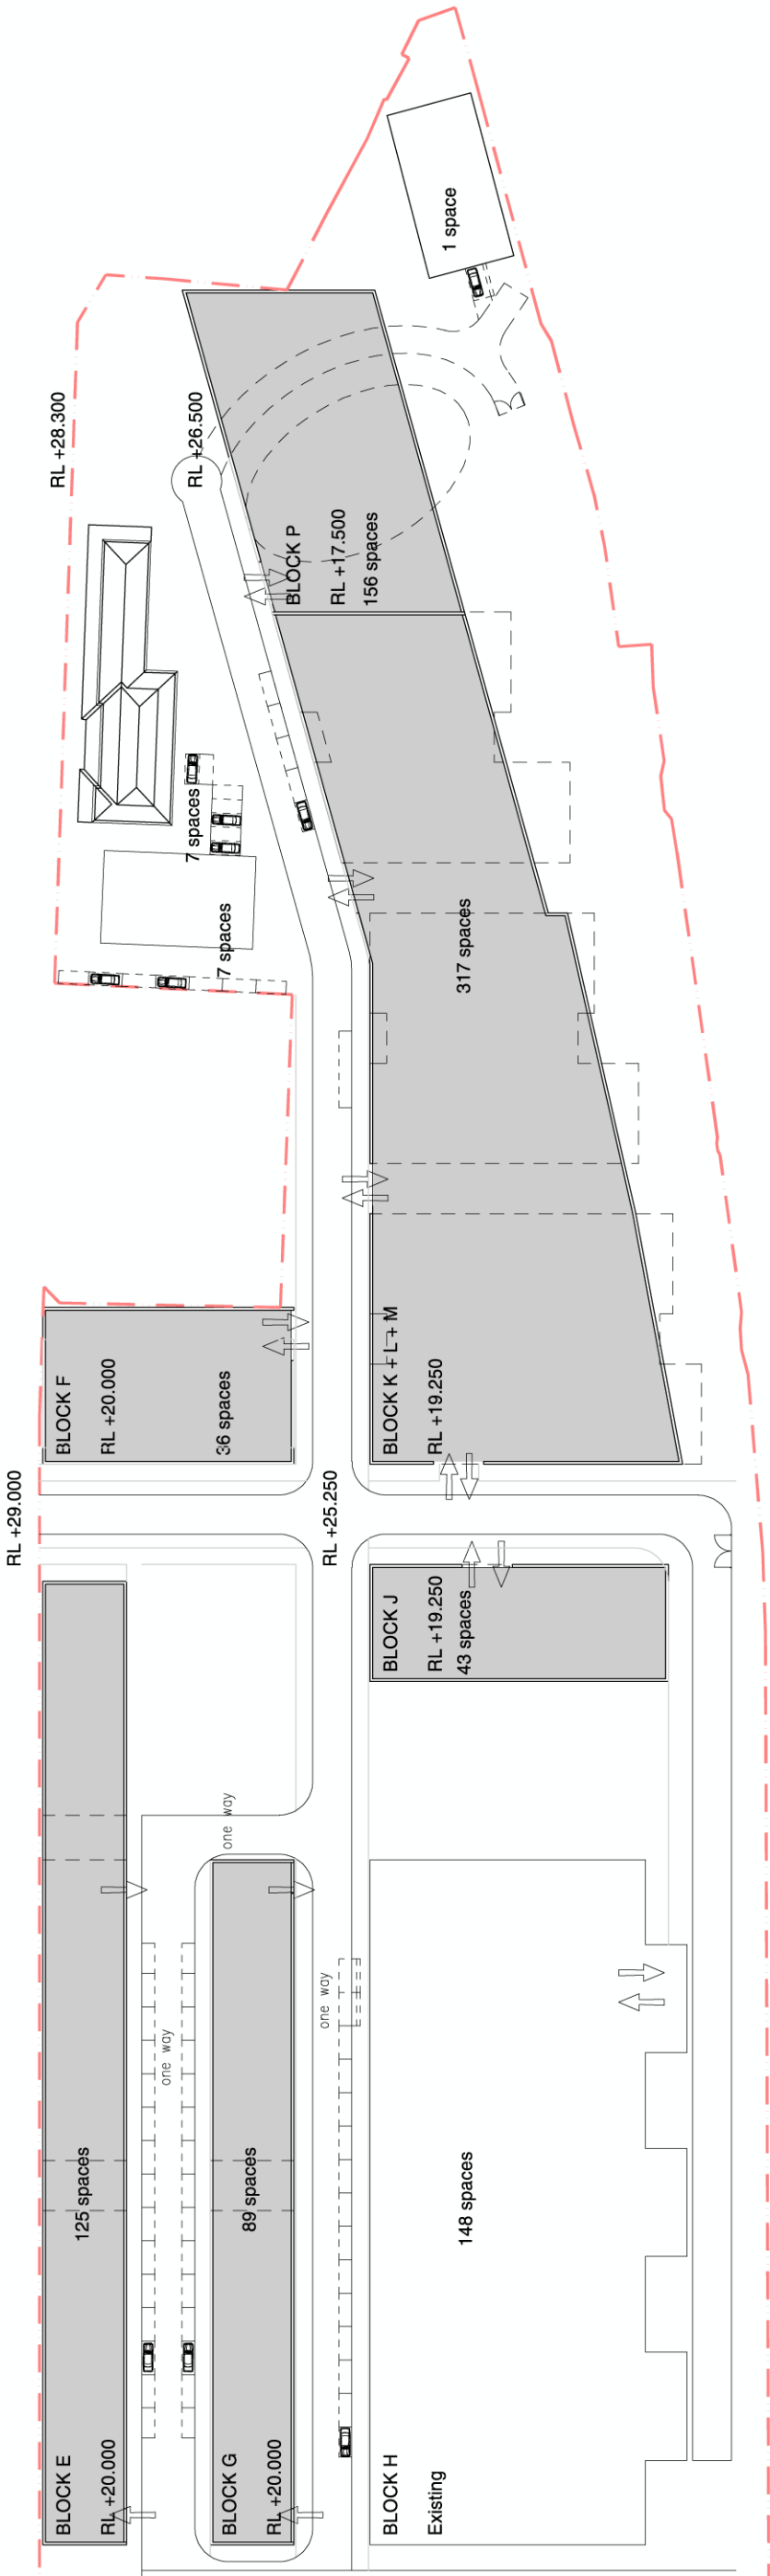 1 space
RL +28.300
RL +26.500
BLOCK P
RL +17.500
156 spaces
7 spaces
7 spaces
317 spaces
BLOCK F
RL +20.000
36 spaces
BLOCK K + L + M
RL +19.250
RL +29.000
RL +25.250
BLOCK J
RL +19.250
43 spaces
one way
one way
one way
125 spaces
89 spaces
148 spaces
BLOCK E
RL +20.000
BLOCK G
RL +20.000
BLOCK H
Existing